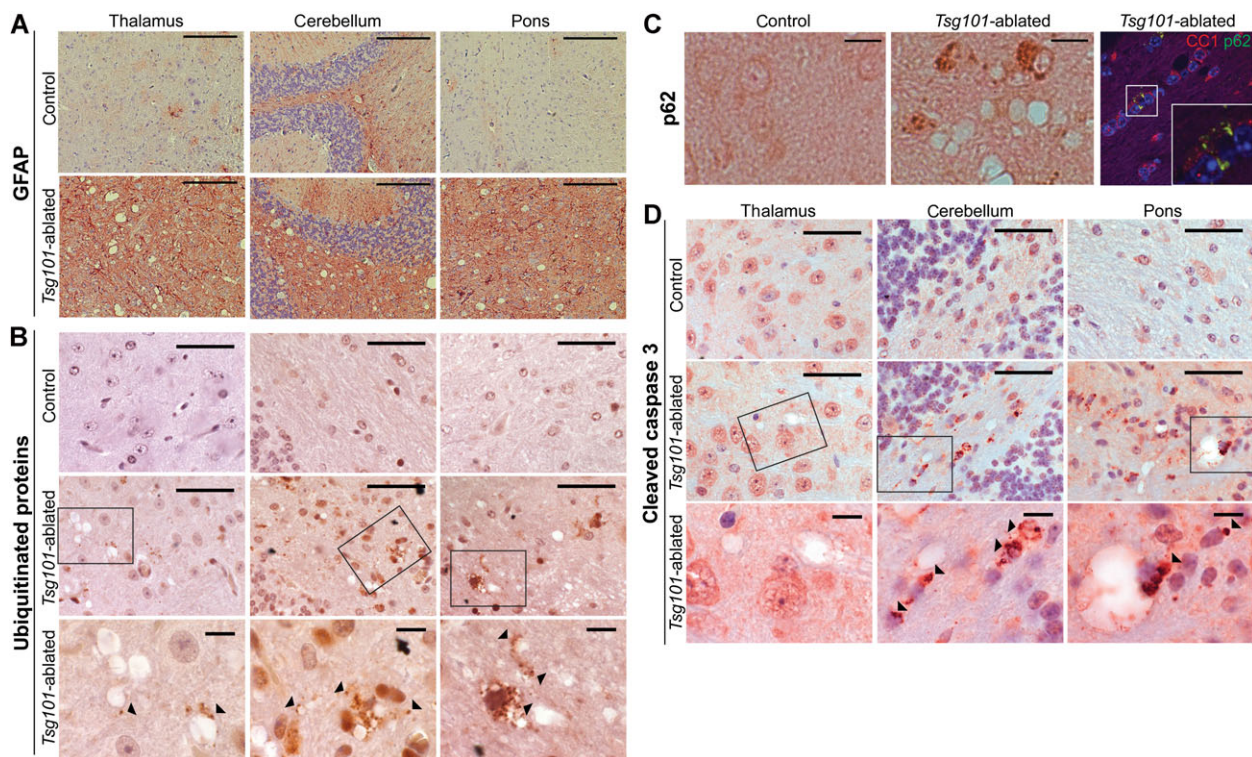 A
Thalamus
Cerebellum
Pons
GFAP
Control
Tsg101-ablated
B
Ubiquitinated proteins
Control
Tsg101-ablated
Tsg101-ablated
C
Control
Tsg101-ablated
Tsg101-ablated
p62
CC1 p62
D
Thalamus
Cerebellum
Pons
Cleaved caspase 3
Control
Tsg101-ablated
Tsg101-ablated